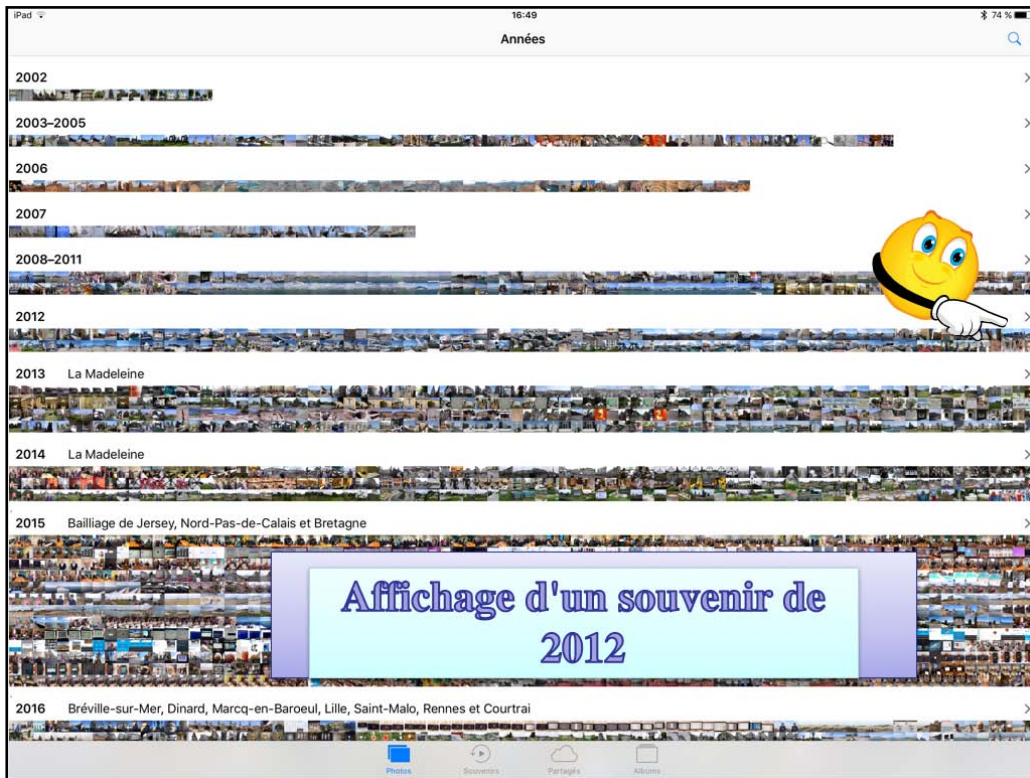 iPad 16:49 74 %
Années
2002
2003–2005
2006
2007
2008–2011
2012
2013 La Madeleine
2014 La Madeleine
2015 Bailliage de Jersey, Nord-Pas-de-Calais et Bretagne
Affichage d'un souvenir de
2012
2016 Bréville-sur-Mer, Dinard, Marcq-en-Baroeul, Lille, Saint-Malo, Rennes et Courtrai
Photos Souvenirs Partagés Albums